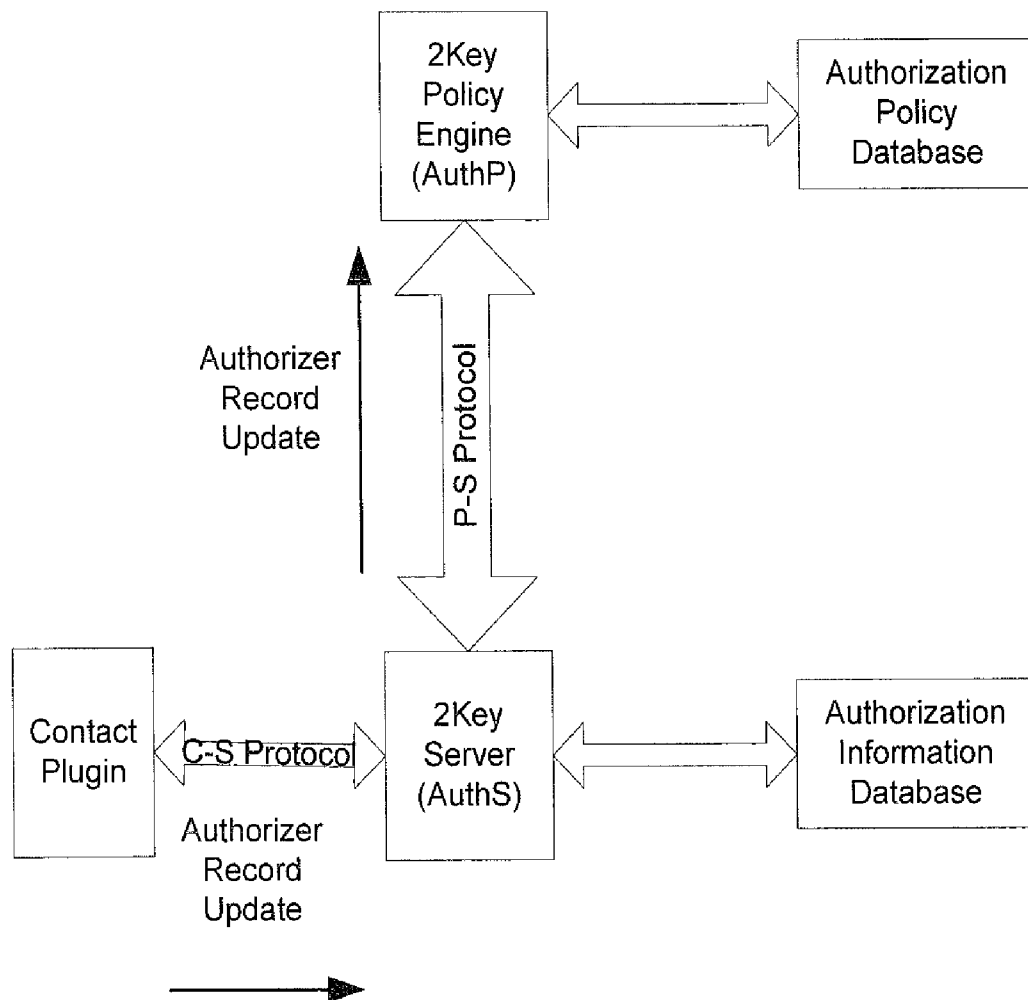 2Key
Policy
Engine
(AuthP)
Authorization
Policy
Database
Authorizer
Record
Update
P-S Protocol
Contact
Plugin
C-S Protocol
2Key
Server
(AuthS)
Authorization
Information
Database
Authorizer
Record
Update